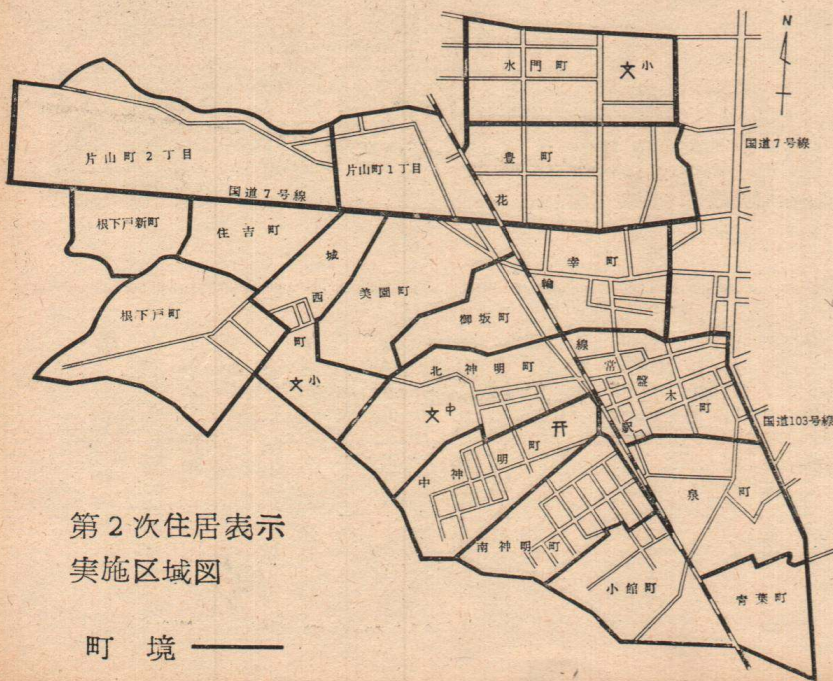 N
水門町
文小
国道7号線
豊町
片山町2丁目
片山町1丁目
国道7号線
花輪線
根下戸新町
住吉町
城西町
幸町
美園町
根下戸町
御坂町
北神明町
常盤木町
文小
文中
駅
国道103号線
中神明町
泉町
南神明町
小館町
青葉町
第2次住居表示
実施区域図
町境